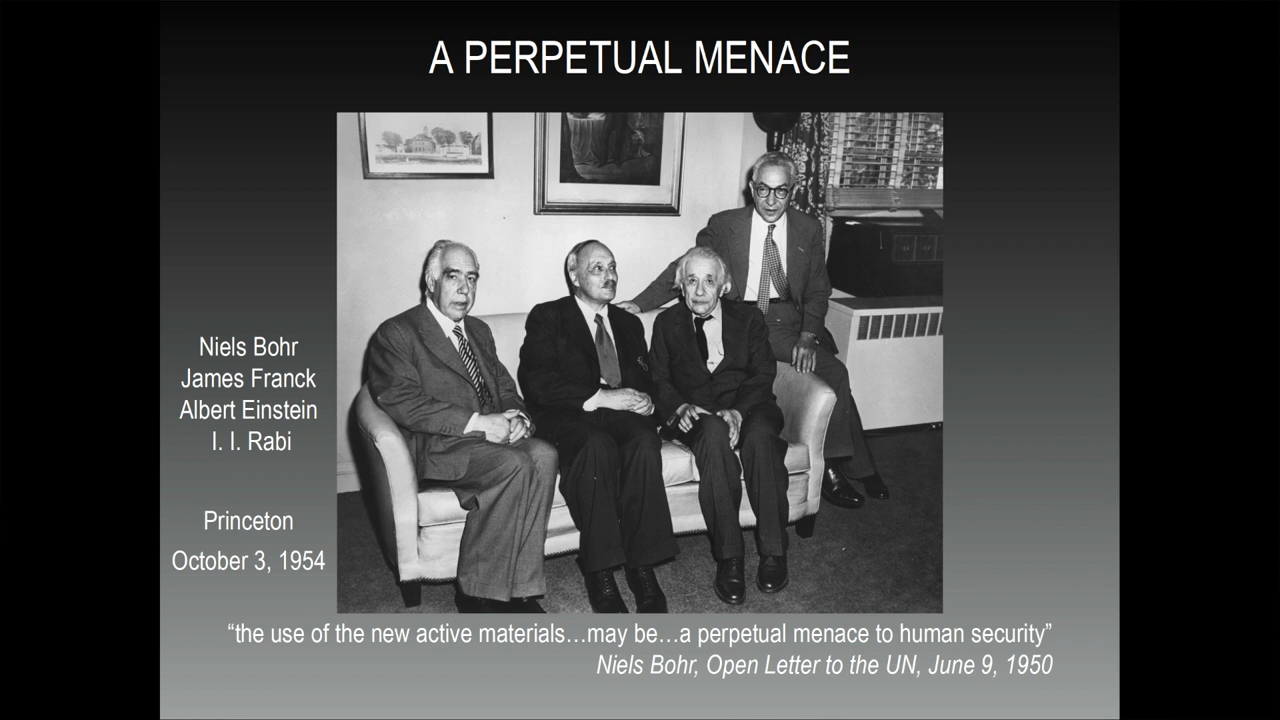 A PERPETUAL MENACE
Niels Bohr
James Franck
Albert Einstein
I. I. Rabi
Princeton
October 3, 1954
“the use of the new active materials…may be…a perpetual menace to human security”
Niels Bohr, Open Letter to the UN, June 9, 1950